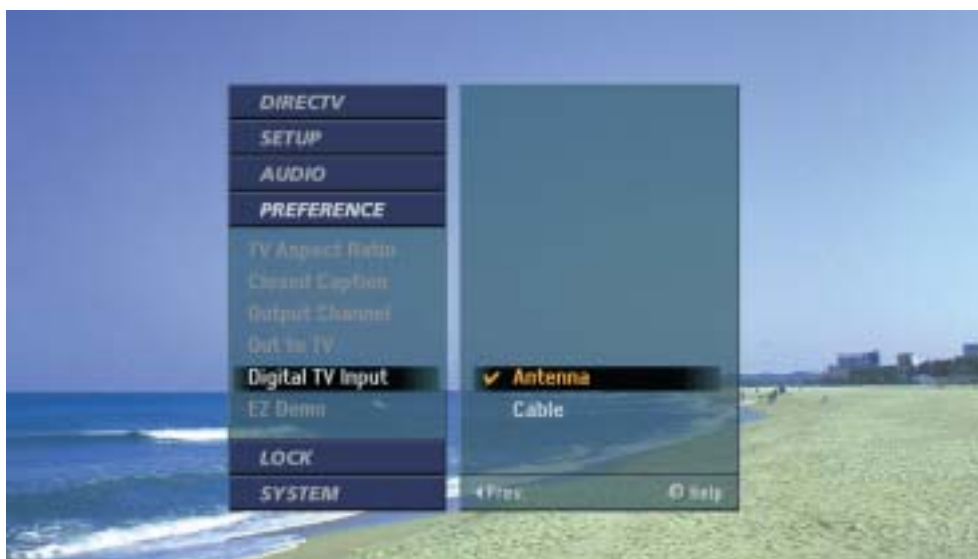 DIRECTV
SETUP
AUDIO
PREFERENCE
TV Aspect Ratio
Closed Caption
Output Channel
Out to TV
Digital TV Input
EZ Demo
LOCK
SYSTEM
✔ Antenna
Cable
Prev. Help